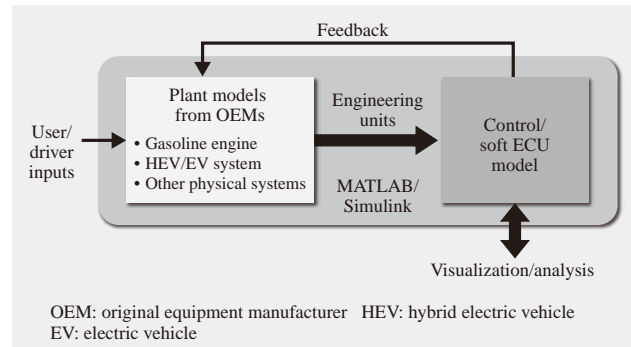 Feedback
Plant models
from OEMs
• Gasoline engine
• HEV/EV system
• Other physical systems
User/
driver
inputs
Engineering
units
MATLAB/
Simulink
Control/
soft ECU
model
Visualization/analysis
OEM: original equipment manufacturer HEV: hybrid electric vehicle
EV: electric vehicle